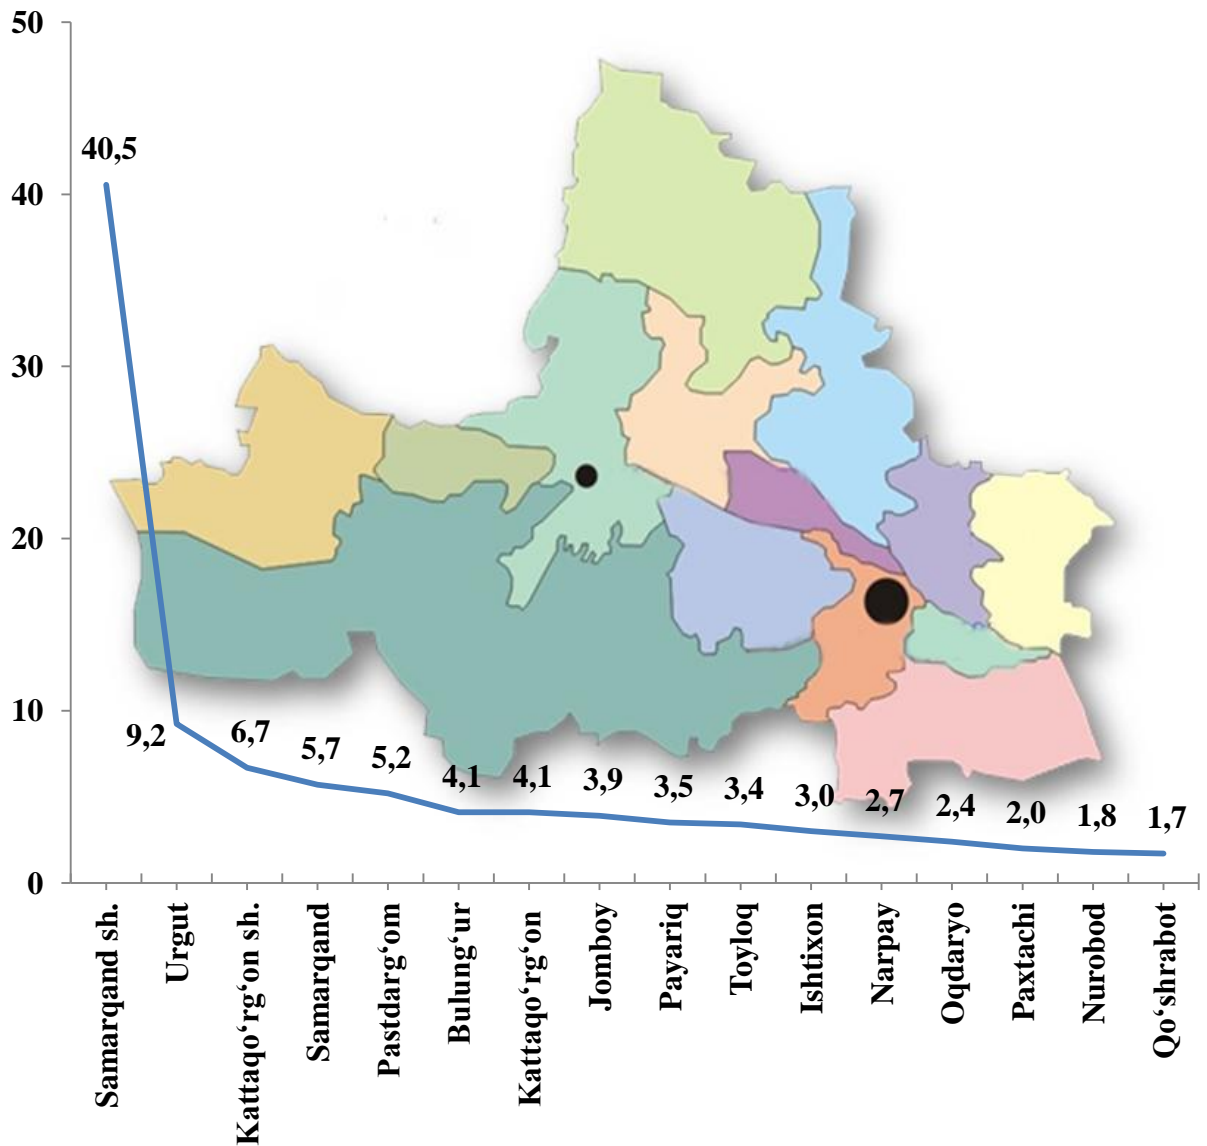 50
40
30
20
10
0
40,5
9,2
6,7
5,7
5,2
4,1
4,1
3,9
3,5
3,4
3,0
2,7
2,4
2,0
1,8
1,7
Samarqand sh.
Urgut
Kattaqo‘rg‘on sh.
Samarqand
Pastdarg‘om
Bulung‘ur
Kattaqo‘rg‘on
Jomboy
Payariq
Toyloq
Ishtixon
Narpay
Oqdaryo
Paxtachi
Nurobod
Qo‘shrabot